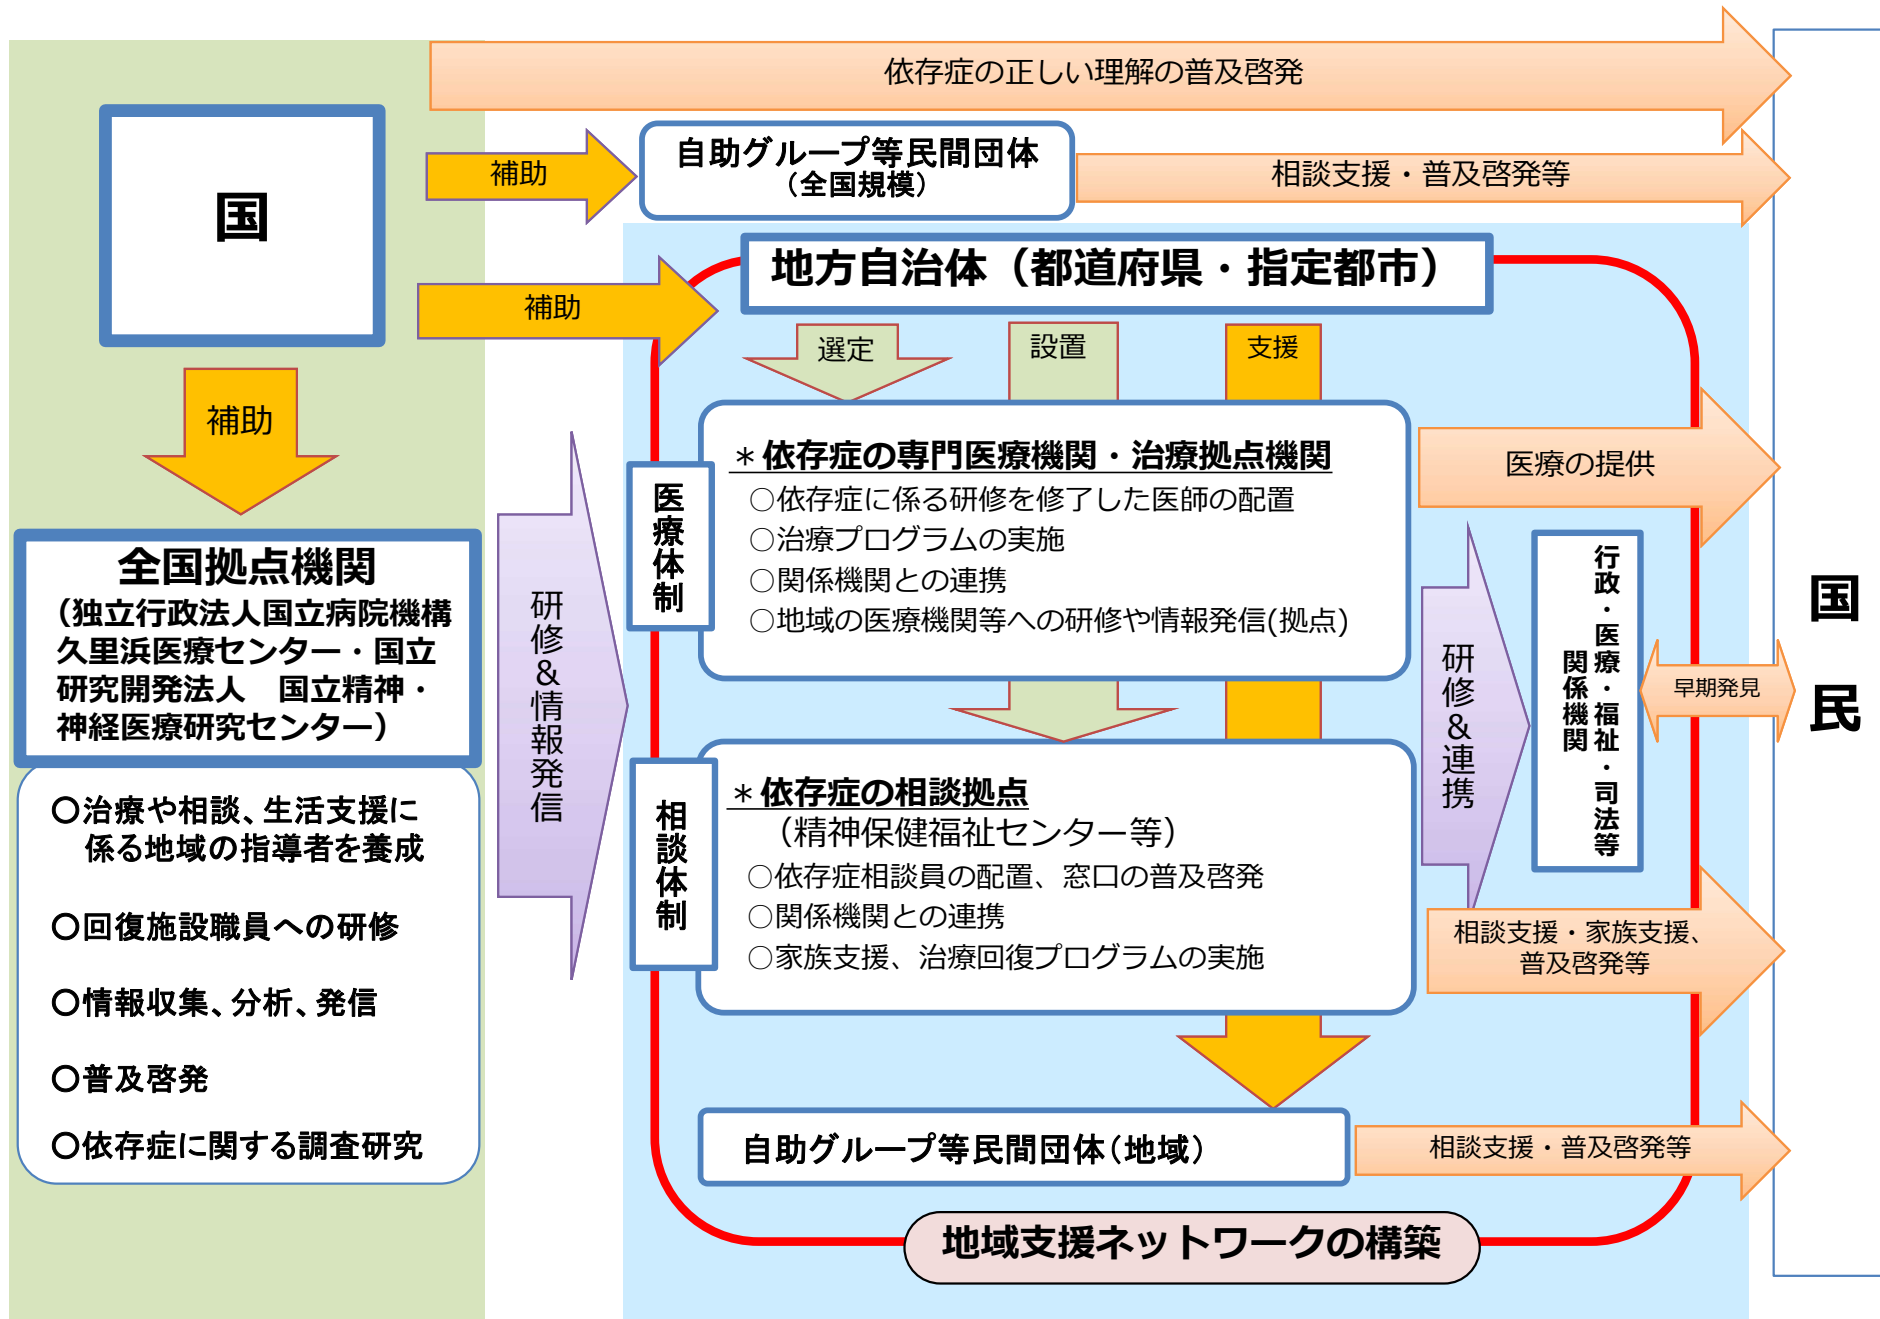 依存症の正しい理解の普及啓発
国
補助
自助グループ等民間団体
（全国規模）
相談支援・普及啓発等
補助
地方自治体（都道府県・指定都市）
補助
選定
設置
支援
全国拠点機関
（独立行政法人国立病院機構
久里浜医療センター・国立
研究開発法人　国立精神・
神経医療研究センター）
〇治療や相談、生活支援に
係る地域の指導者を養成
〇回復施設職員への研修
〇情報収集、分析、発信
〇普及啓発
〇依存症に関する調査研究
研修＆情報発信
医療体制
＊依存症の専門医療機関・治療拠点機関
○依存症に係る研修を修了した医師の配置
○治療プログラムの実施
○関係機関との連携
○地域の医療機関等への研修や情報発信(拠点)
医療の提供
相談体制
＊依存症の相談拠点
（精神保健福祉センター等）
○依存症相談員の配置、窓口の普及啓発
○関係機関との連携
○家族支援、治療回復プログラムの実施
研修＆連携
行政・医療・福祉・司法等
関係機関
早期発見
相談支援・家族支援、
普及啓発等
自助グループ等民間団体（地域）
相談支援・普及啓発等
地域支援ネットワークの構築
国民